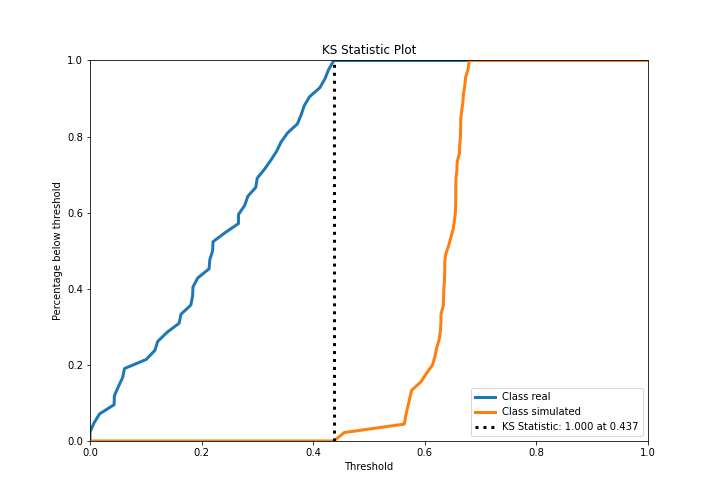 KS Statistic Plot
1.0
0.8
0.6
0.4
0.2
0.0
Percentage below threshold
Class real
Class simulated
KS Statistic: 1.000 at 0.437
0.0 0.2 0.4 0.6 0.8 1.0
Threshold